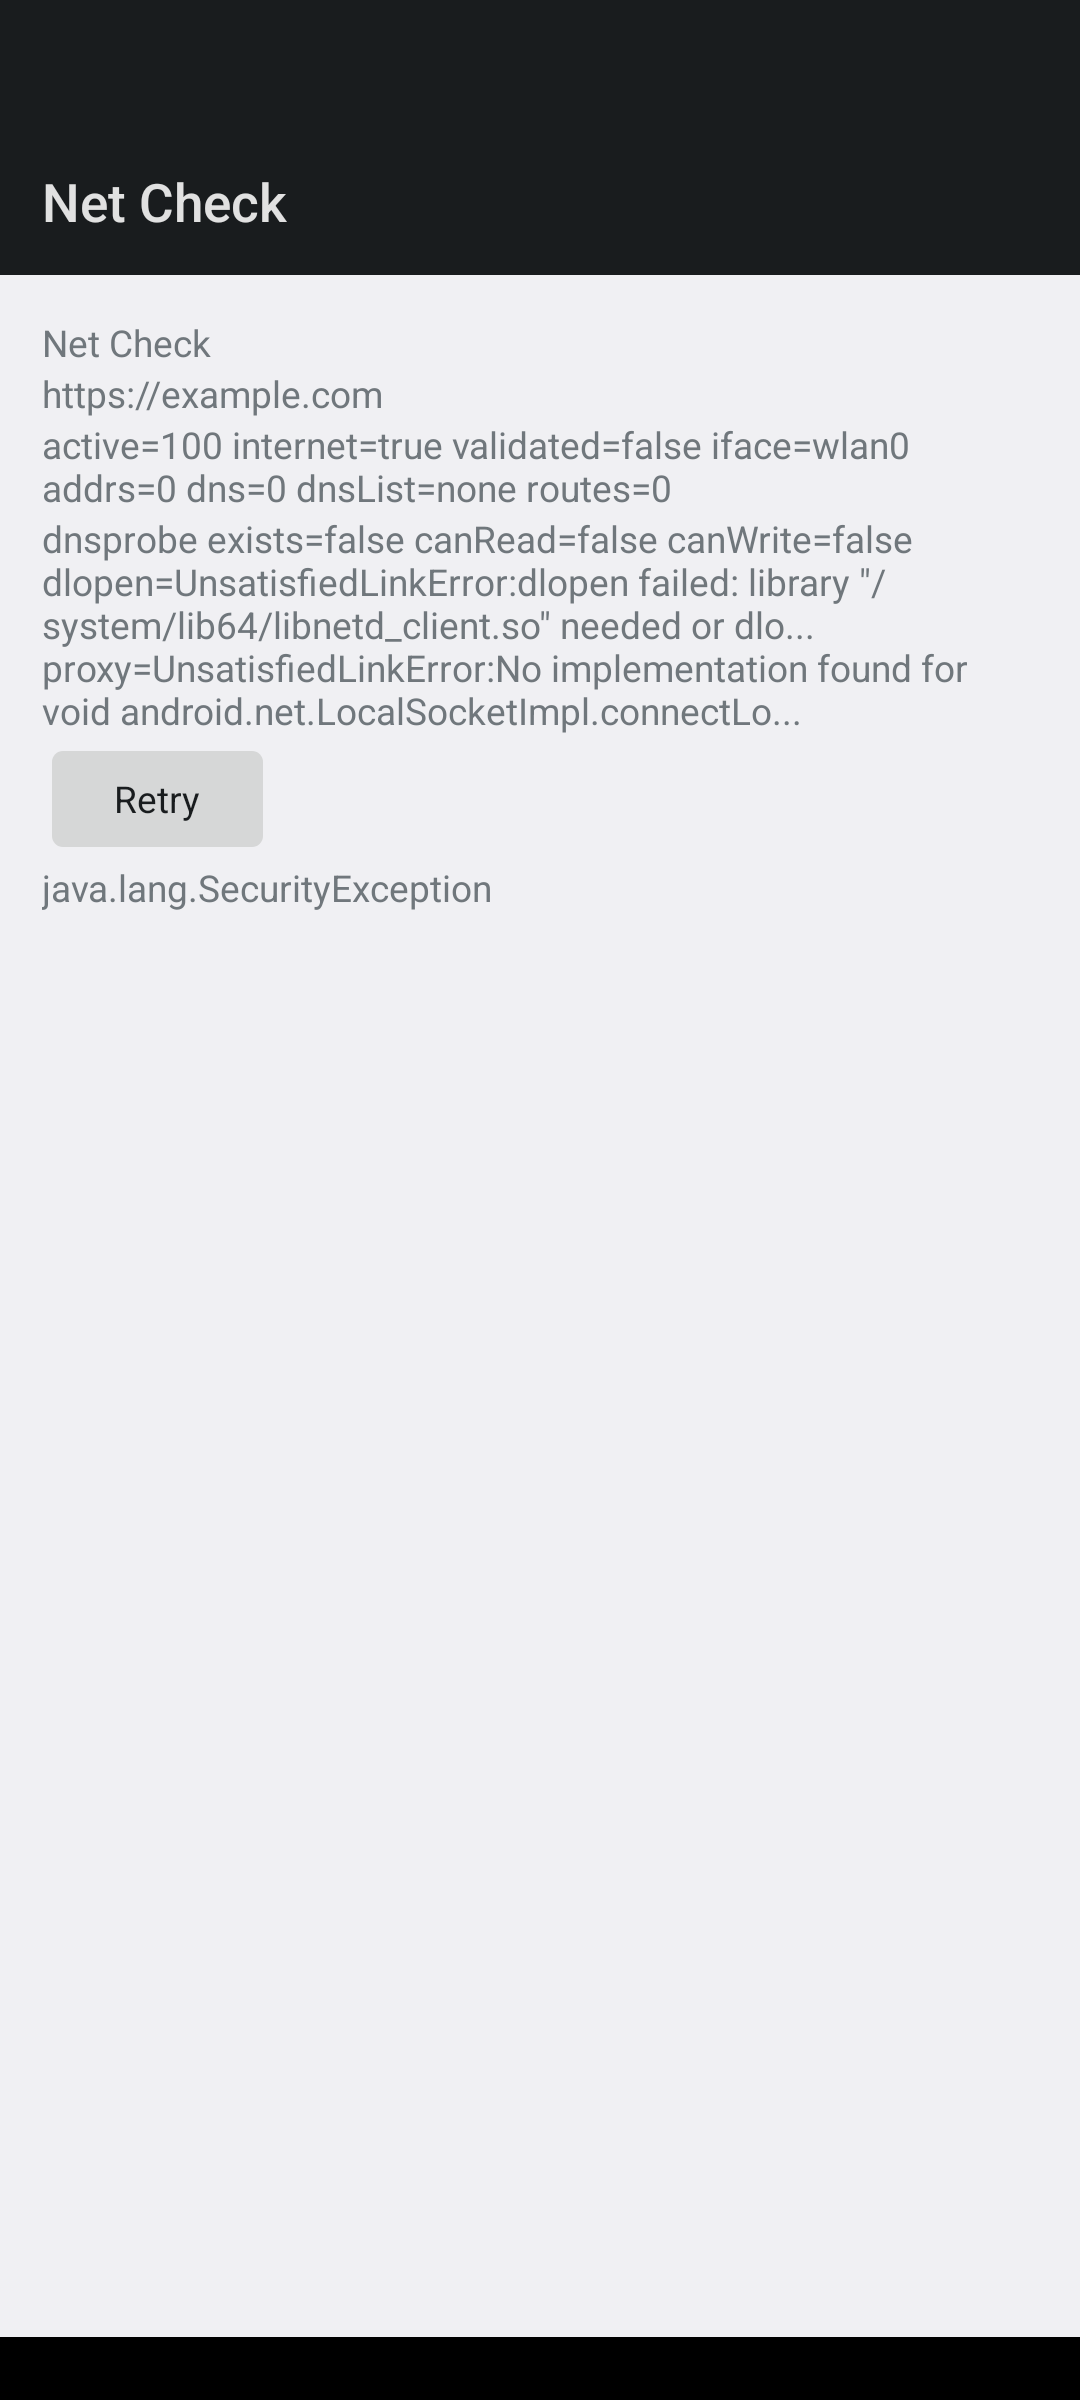 Net Check
Net Check
https://example.com
active=100 internet=true validated=false iface=wlan0
addrs=0 dns=0 dnsList=none routes=0
dnsprobe exists=false canRead=false canWrite=false
dlopen=UnsatisfiedLinkError:dlopen failed: library "/
system/lib64/libnetd_client.so" needed or dlo...
proxy=UnsatisfiedLinkError:No implementation found for
void android.net.LocalSocketImpl.connectLo...
Retry
java.lang.SecurityException